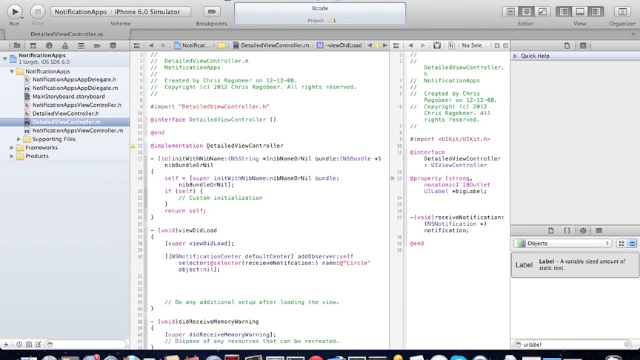 Xcode
NotificationApps
iPhone 6.0 Simulator
Run
Stop
Scheme
Breakpoints
Project
1
Editor
View
Organizer
DetailedViewController.m
NotificationApps
1 target, iOS SDK 6.0
NotificationApps
NotificationAppsAppDelegate.h
NotificationAppsAppDelegate.m
MainStoryboard.storyboard
NotificationAppsViewController.h
DetailedViewController.h
DetailedViewController.m
NotificationAppsViewController.m
Supporting Files
Frameworks
Products
DetailedViewController.m
-viewDidLoad
//
// DetailedViewController.m
// NotificationApps
//
// Created by Chris Ragobeer on 12-12-08.
// Copyright (c) 2012 Chris Ragobeer. All rights reserved.
//
#import "DetailedViewController.h"
@interface DetailedViewController ()
@end
@implementation DetailedViewController
- (id)initWithNibName:(NSString *)nibNameOrNil bundle:(NSBundle *)
nibBundleOrNil
{
self = [super initWithNibName:nibNameOrNil bundle:
nibBundleOrNil];
if (self) {
// Custom initialization
}
return self;
}
- (void)viewDidLoad
{
[super viewDidLoad];
[[NSNotificationCenter defaultCenter] addObserver:self
selector:@selector(receiveNotifcation:) name:@"Circle"
object:nil];
// Do any additional setup after loading the view.
}
- (void)didReceiveMemoryWarning
{
[super didReceiveMemoryWarning];
// Dispose of any resources that can be recreated.
No Selec
//
// DetailedViewController.
h
// NotificationApps
//
// Created by Chris
Ragobeer on 12-12-08.
// Copyright (c) 2012
Chris Ragobeer. All
rights reserved.
//
#import <UIKit/UIKit.h>
@interface
DetailedViewController :
UIViewController
@property (strong,
nonatomic) IBOutlet
UILabel *bigLabel;
-(void)receiveNotification:
(NSNotification *)
notification;
@end
Quick Help
Objects
Label
Label - A variably sized amount of
static text.
uilabel